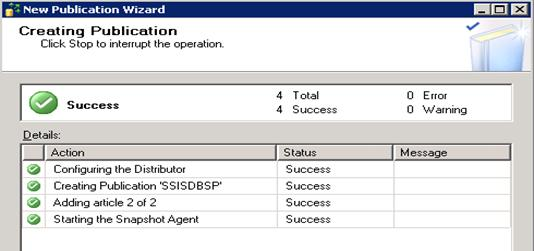 New Publication Wizard
Creating Publication
Click Stop to interrupt the operation.
Success
4 Total 0 Error
4 Success 0 Warning
Details:
Action Status Message
Configuring the Distributor Success
Creating Publication 'SSISDBSP' Success
Adding article 2 of 2 Success
Starting the Snapshot Agent Success